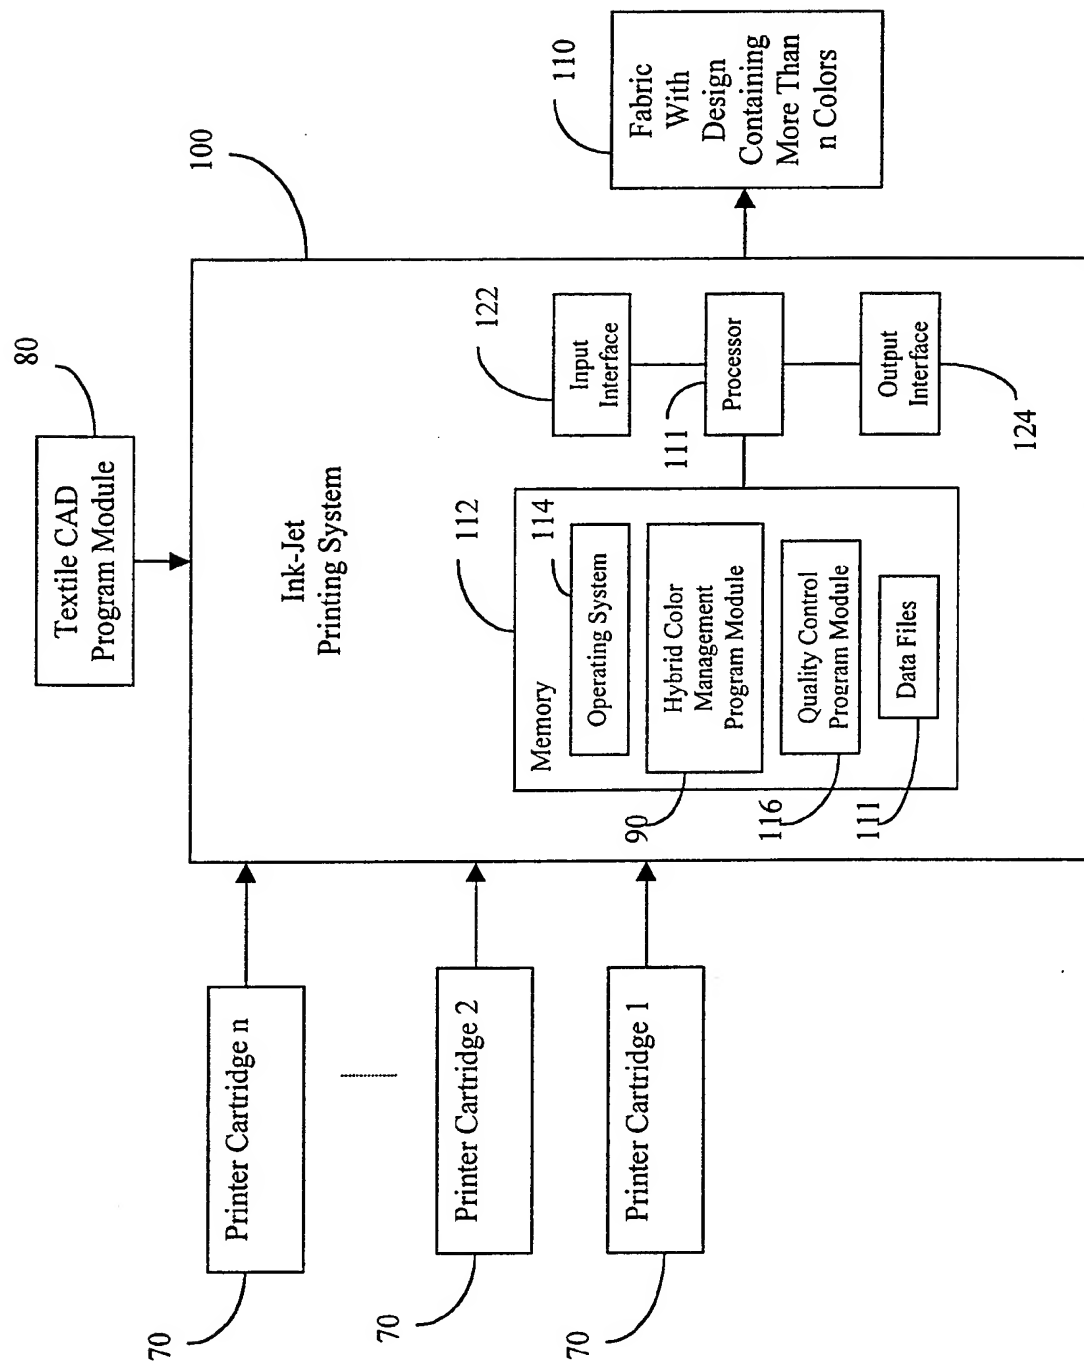 80
Textile CAD
Program Module
100
Ink-Jet
Printing System
70
Printer Cartridge n
70
Printer Cartridge 2
70
Printer Cartridge 1
112
Memory
114
Operating System
90
Hybrid Color
Management
Program Module
116
Quality Control
Program Module
111
Data Files
122
Input
Interface
111
Processor
Output
Interface
124
110
Fabric
With
Design
Containing
More Than
n Colors